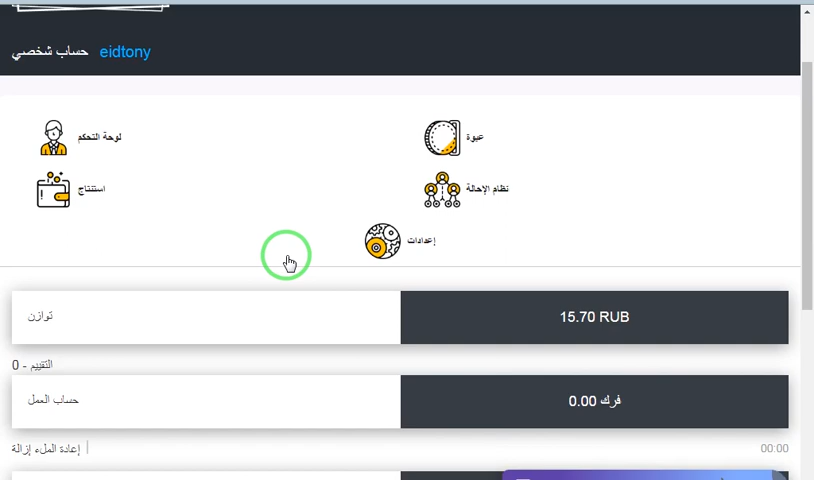 حساب شخصي eidtony
لوحة التحكم
عبوة
استنتاج
نظام الإحالة
إعدادات
توازن
15.70 RUB
التقييم - 0
حساب العمل
0.00 فرك
إعادة الملء إزالة |
00:00